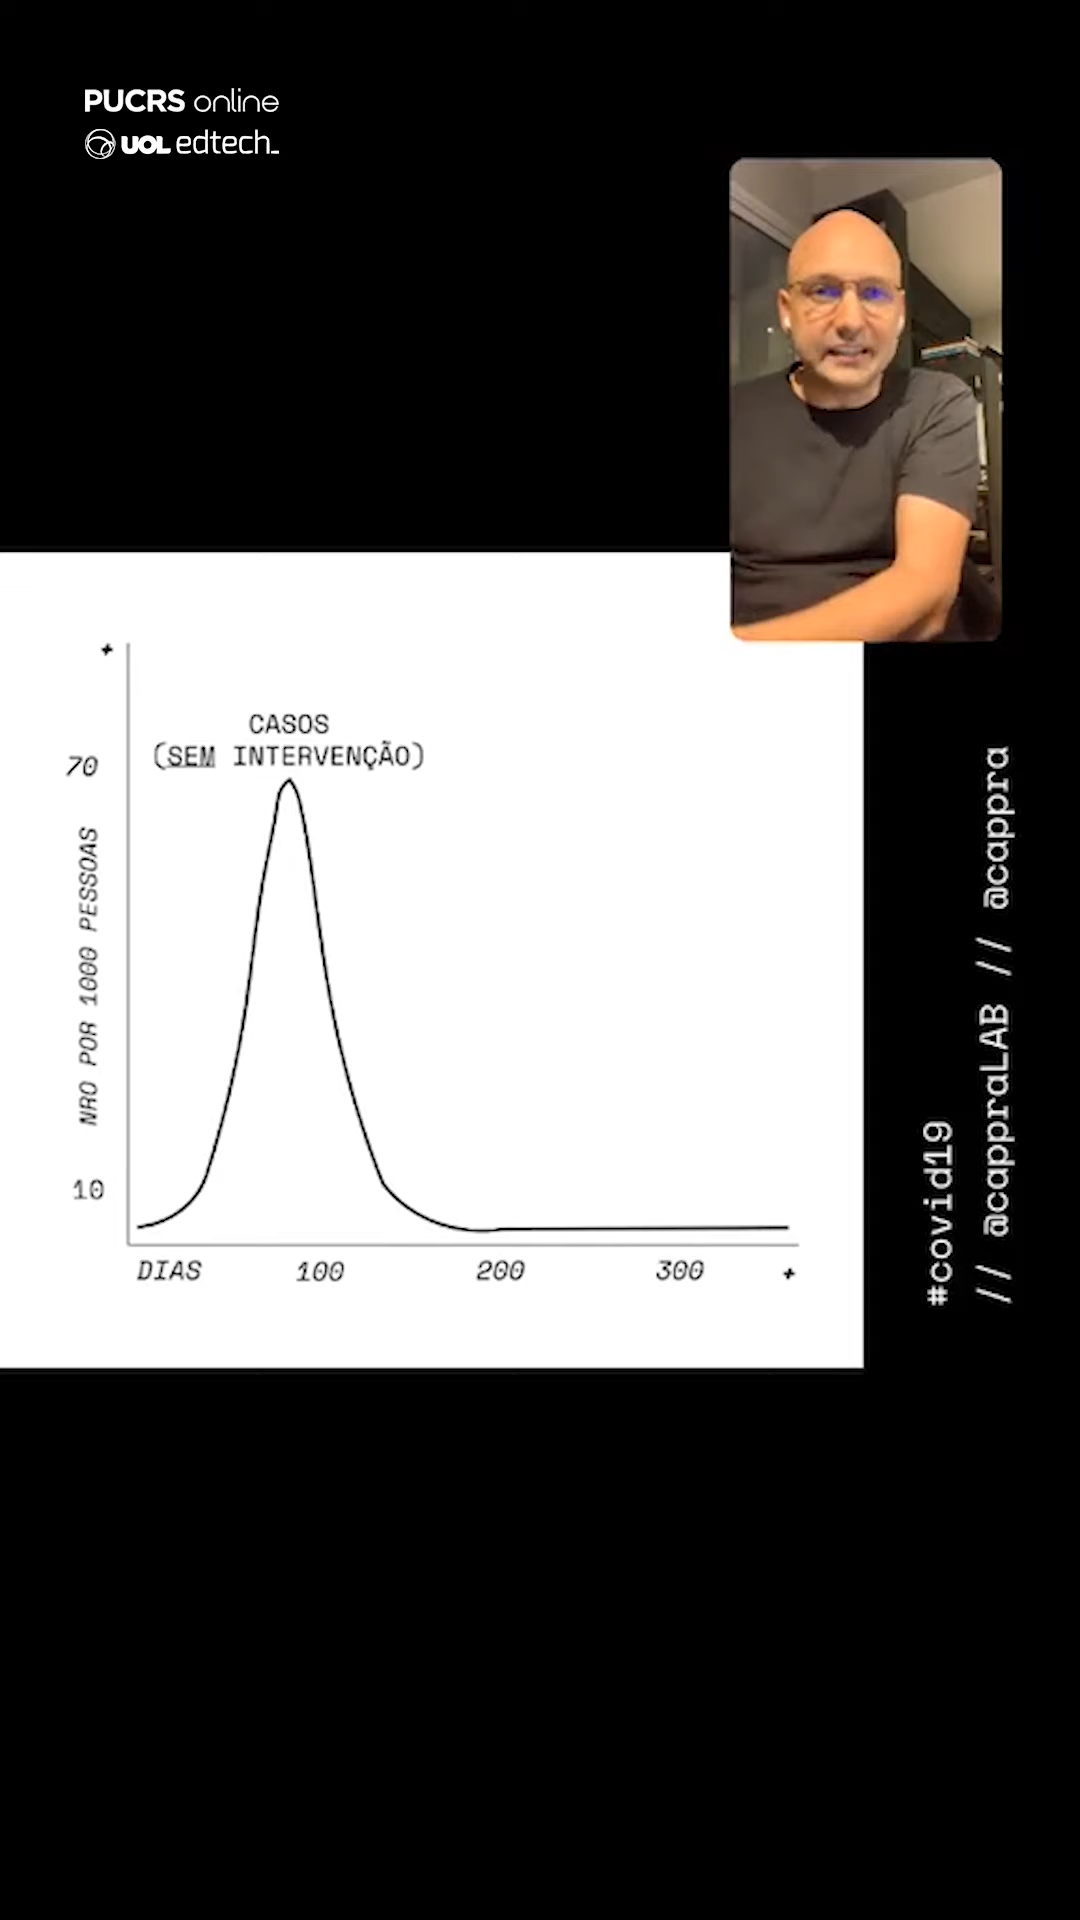 PUCRS online
UOL edtech_
+
CASOS
(SEM INTERVENÇÃO)
70
NRO POR 1000 PESSOAS
10
DIAS 100 200 300 +
#covid19
// @cappraLAB // @cappra